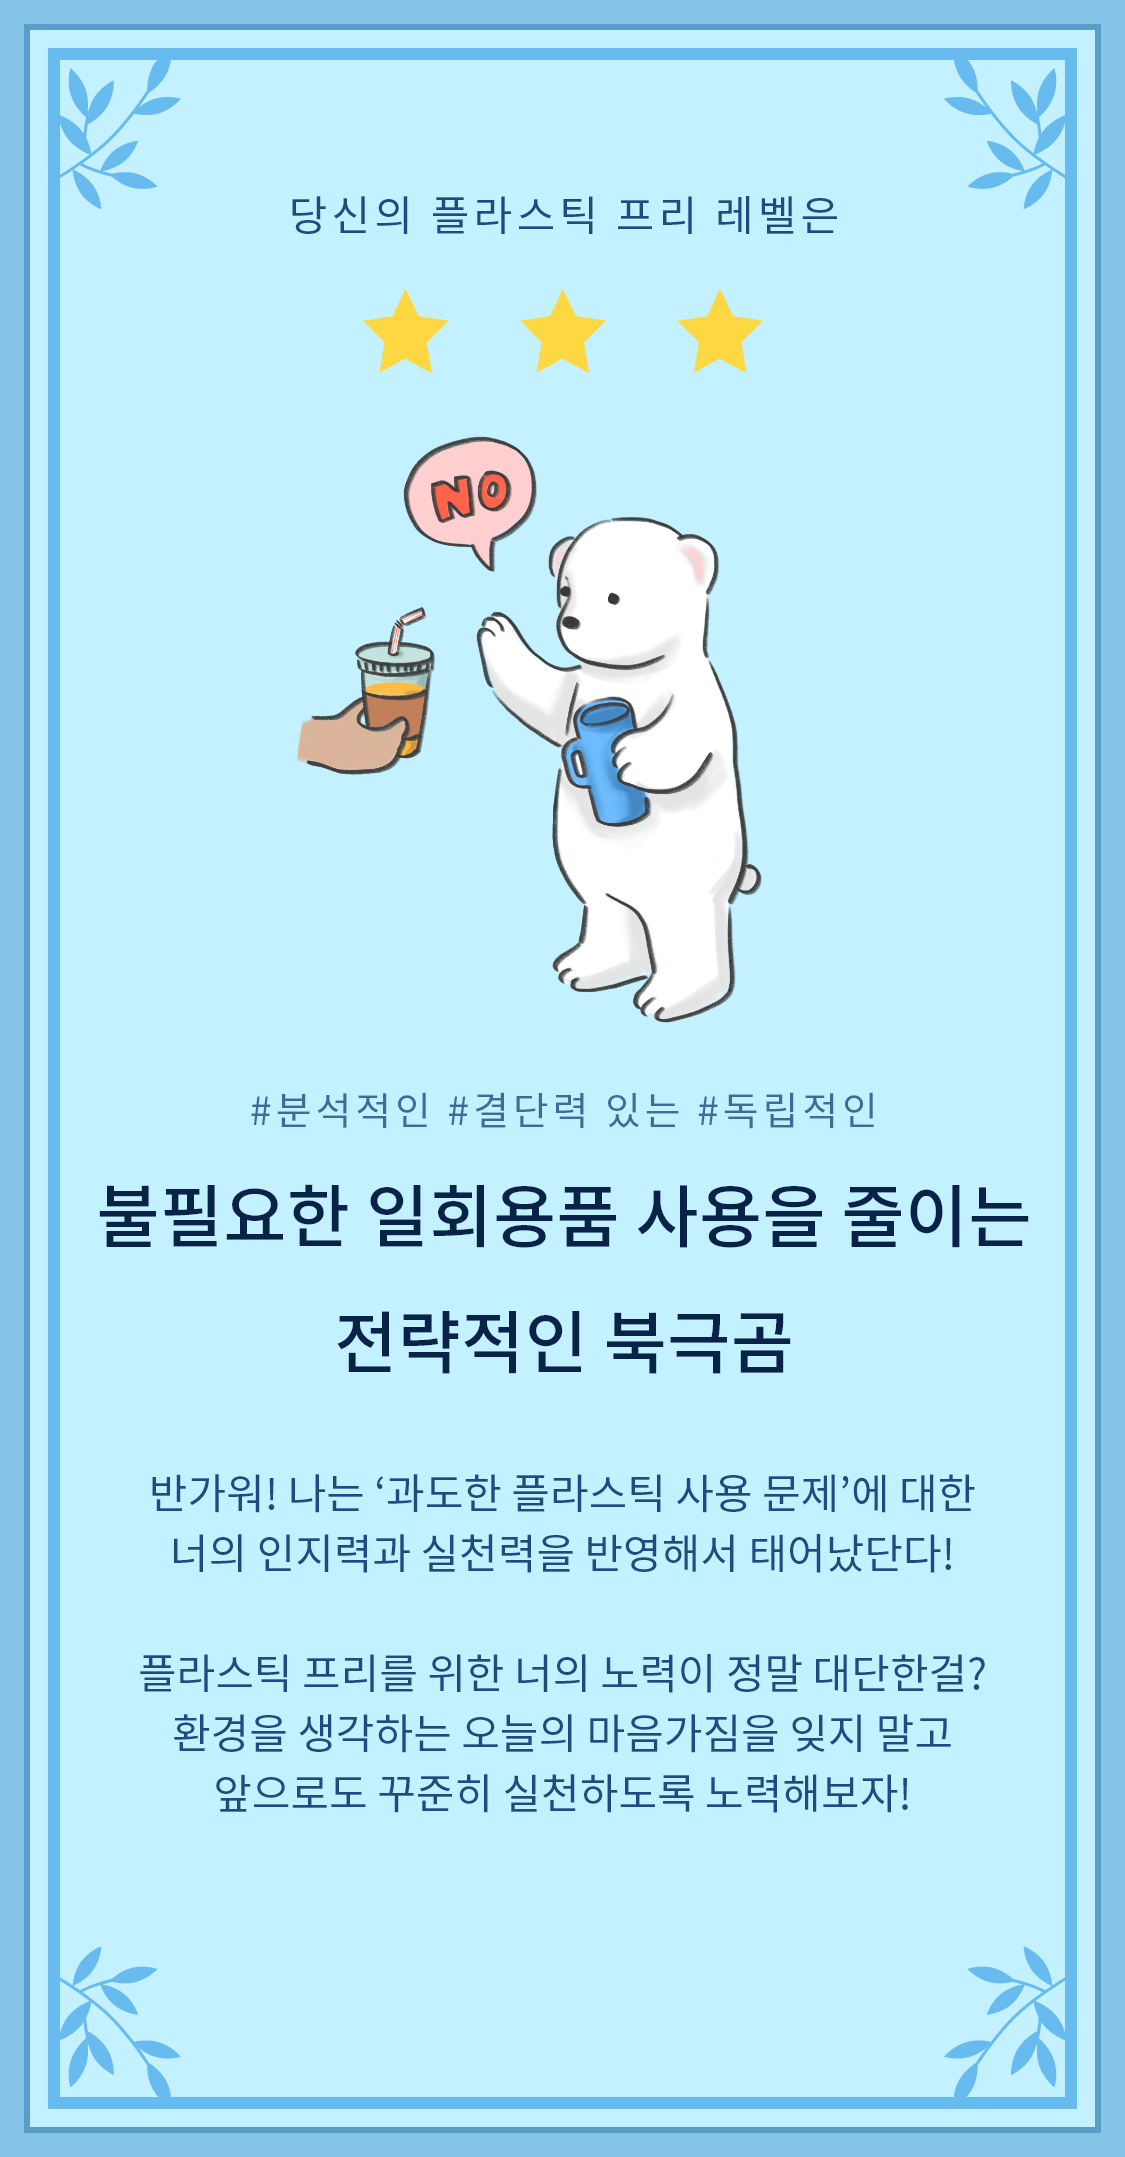 당신의 플라스틱 프리 레벨은
NO
#분석적인 #결단력 있는 #독립적인
불필요한 일회용품 사용을 줄이는
전략적인 북극곰
반가워! 나는 ‘과도한 플라스틱 사용 문제’에 대한
너의 인지력과 실천력을 반영해서 태어났단다!
플라스틱 프리를 위한 너의 노력이 정말 대단한걸?
환경을 생각하는 오늘의 마음가짐을 잊지 말고
앞으로도 꾸준히 실천하도록 노력해보자!